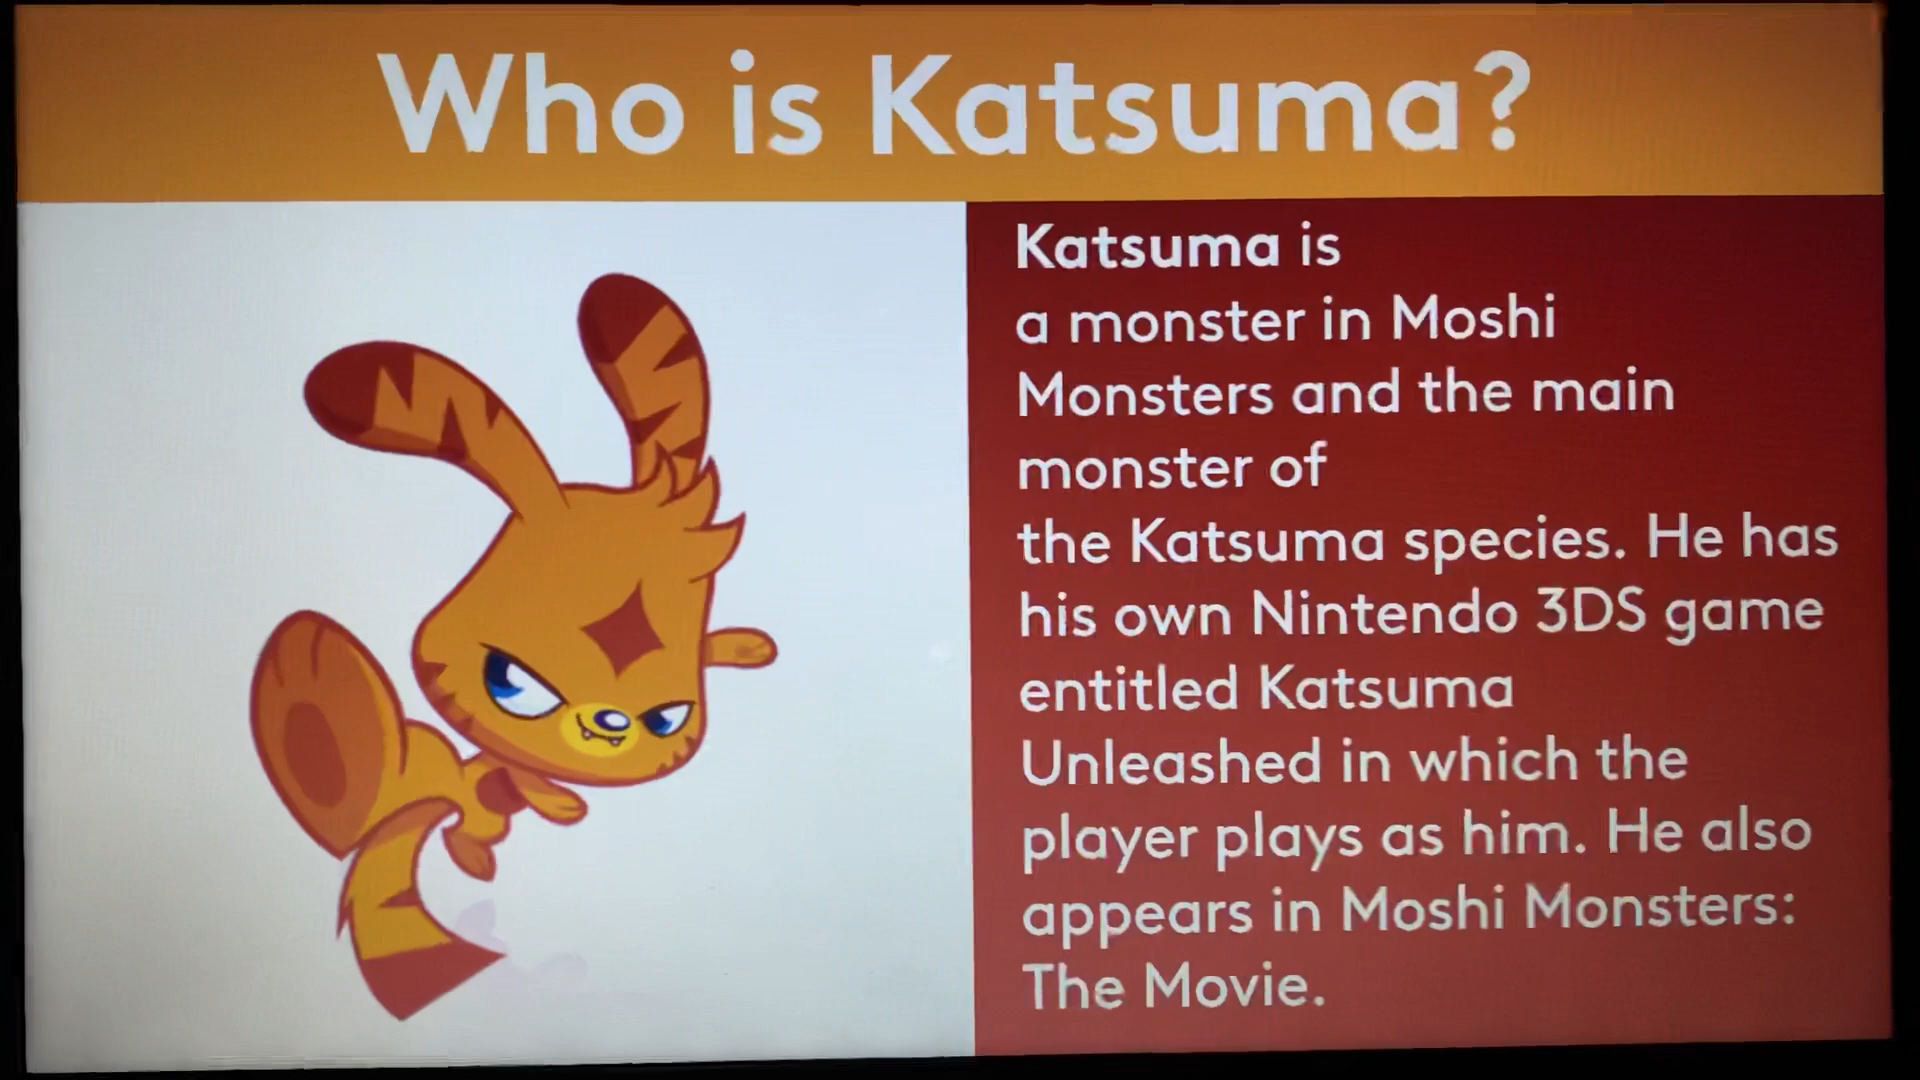 Who is Katsuma?
Katsuma is
a monster in Moshi
Monsters and the main
monster of
the Katsuma species. He has
his own Nintendo 3DS game
entitled Katsuma
Unleashed in which the
player plays as him. He also
appears in Moshi Monsters:
The Movie.